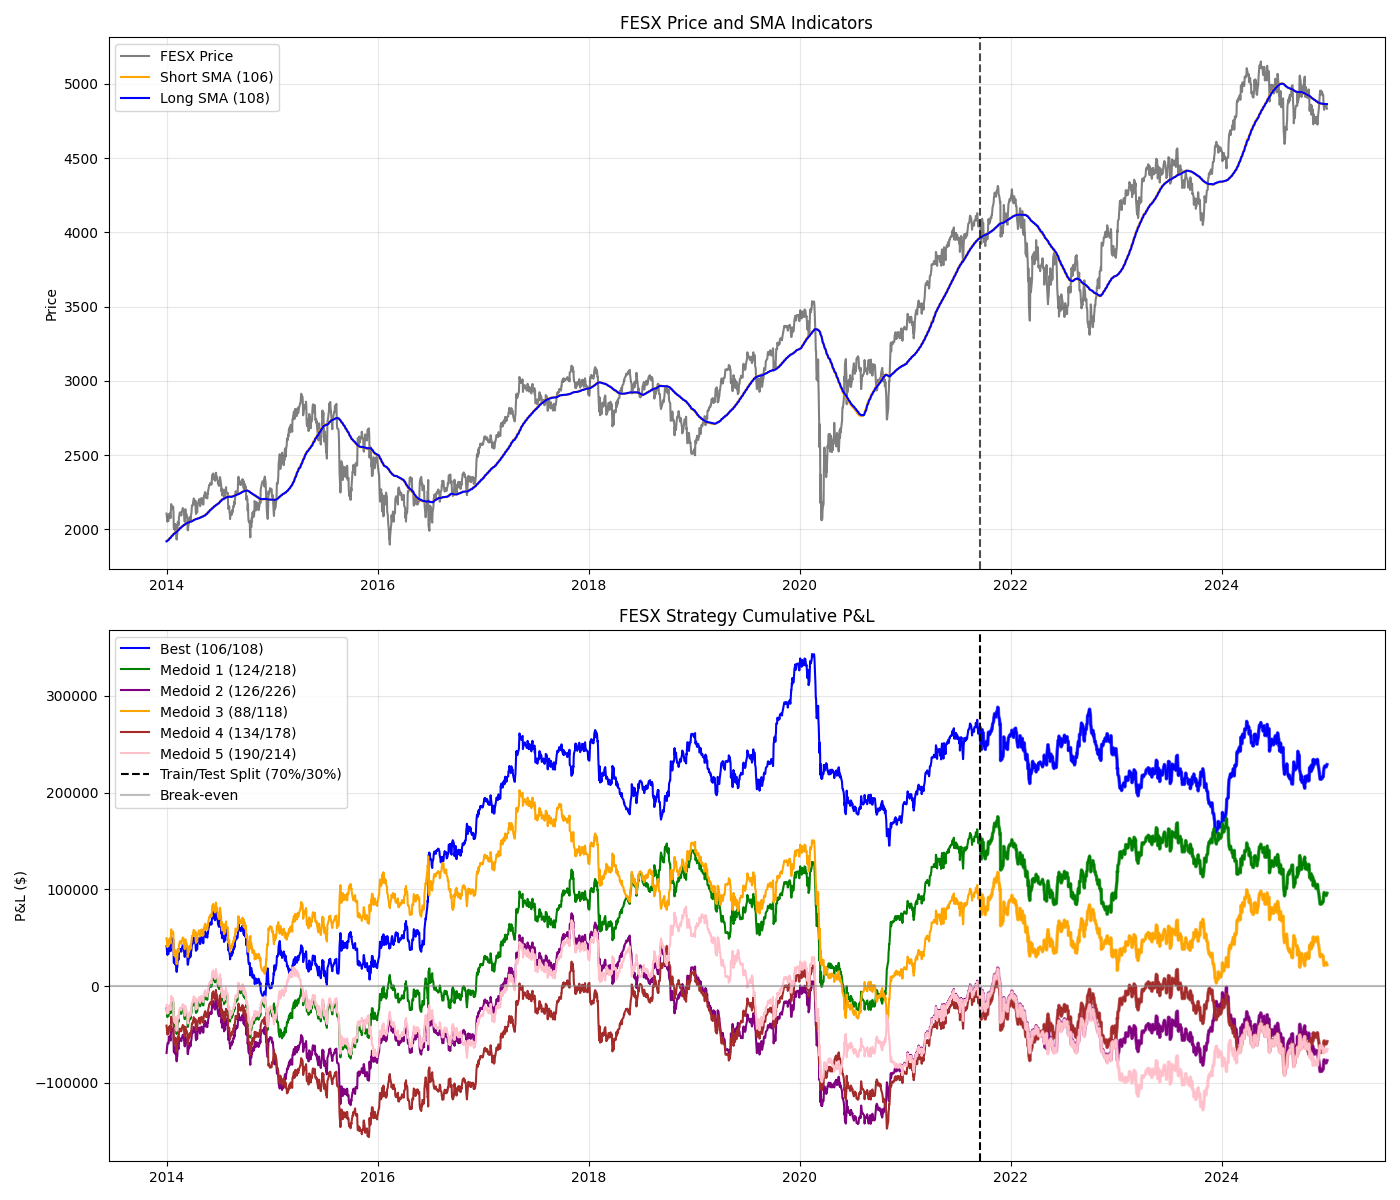 FESX Price and SMA Indicators
FESX Price
Short SMA (106)
Long SMA (108)
Price
5000
4500
4000
3500
3000
2500
2000
2014 2016 2018 2020 2022 2024
FESX Strategy Cumulative P&L
Best (106/108)
Medoid 1 (124/218)
Medoid 2 (126/226)
Medoid 3 (88/118)
Medoid 4 (134/178)
Medoid 5 (190/214)
Train/Test Split (70%/30%)
Break-even
P&L ($)
300000
200000
100000
0
−100000
2014 2016 2018 2020 2022 2024